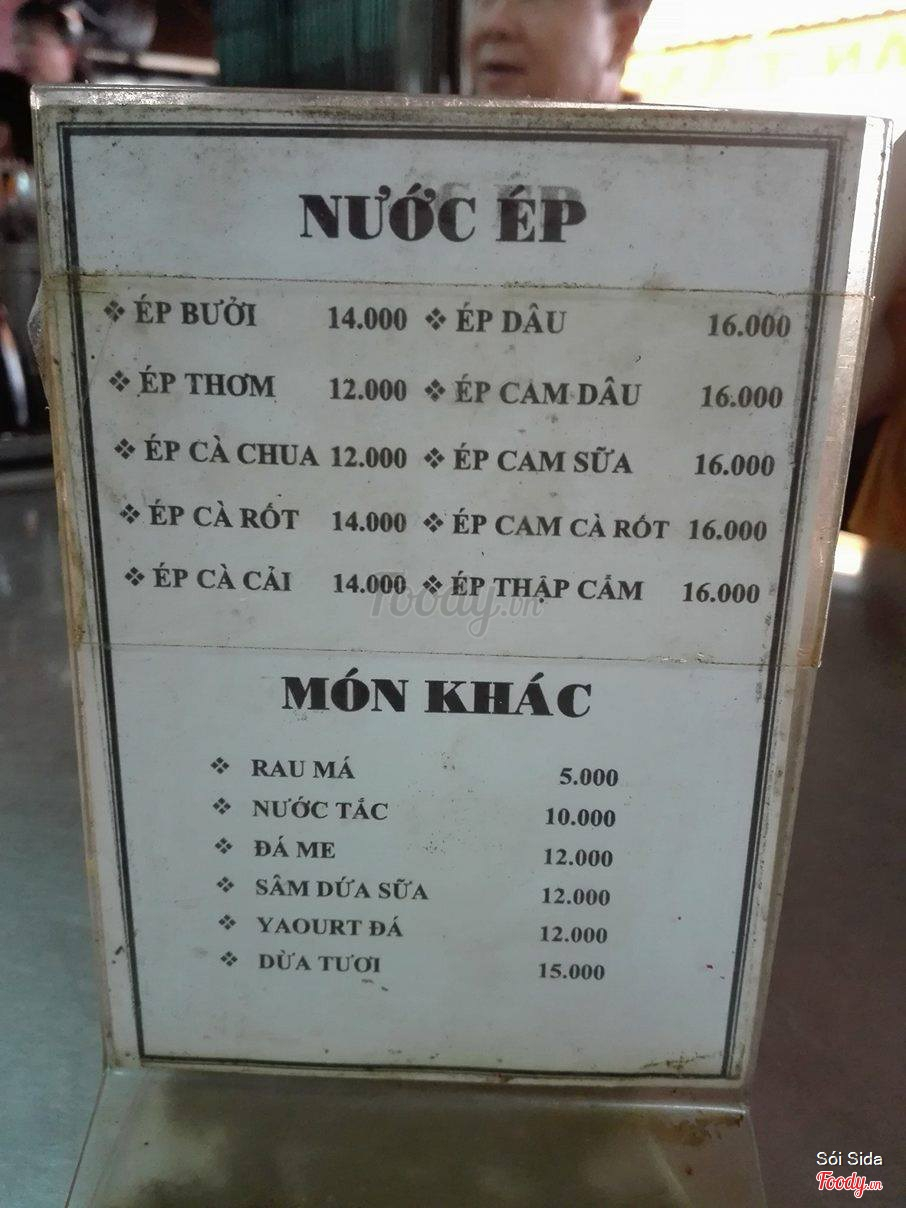 NƯỚC ÉP
❖ ÉP BƯỞI 14.000 ❖ ÉP DÂU 16.000
❖ ÉP THƠM 12.000 ❖ ÉP CAM DÂU 16.000
❖ ÉP CÀ CHUA 12.000 ❖ ÉP CAM SỮA 16.000
❖ ÉP CÀ RỐT 14.000 ❖ ÉP CAM CÀ RỐT 16.000
❖ ÉP CÀ CẢI 14.000 ❖ ÉP THẬP CẨM 16.000
Foody.vn
MÓN KHÁC
❖ RAU MÁ 5.000
❖ NƯỚC TẮC 10.000
❖ ĐÁ ME 12.000
❖ SÂM DỨA SỮA 12.000
❖ YAOURT ĐÁ 12.000
❖ DỪA TƯƠI 15.000
Sói Sida
Foody.vn